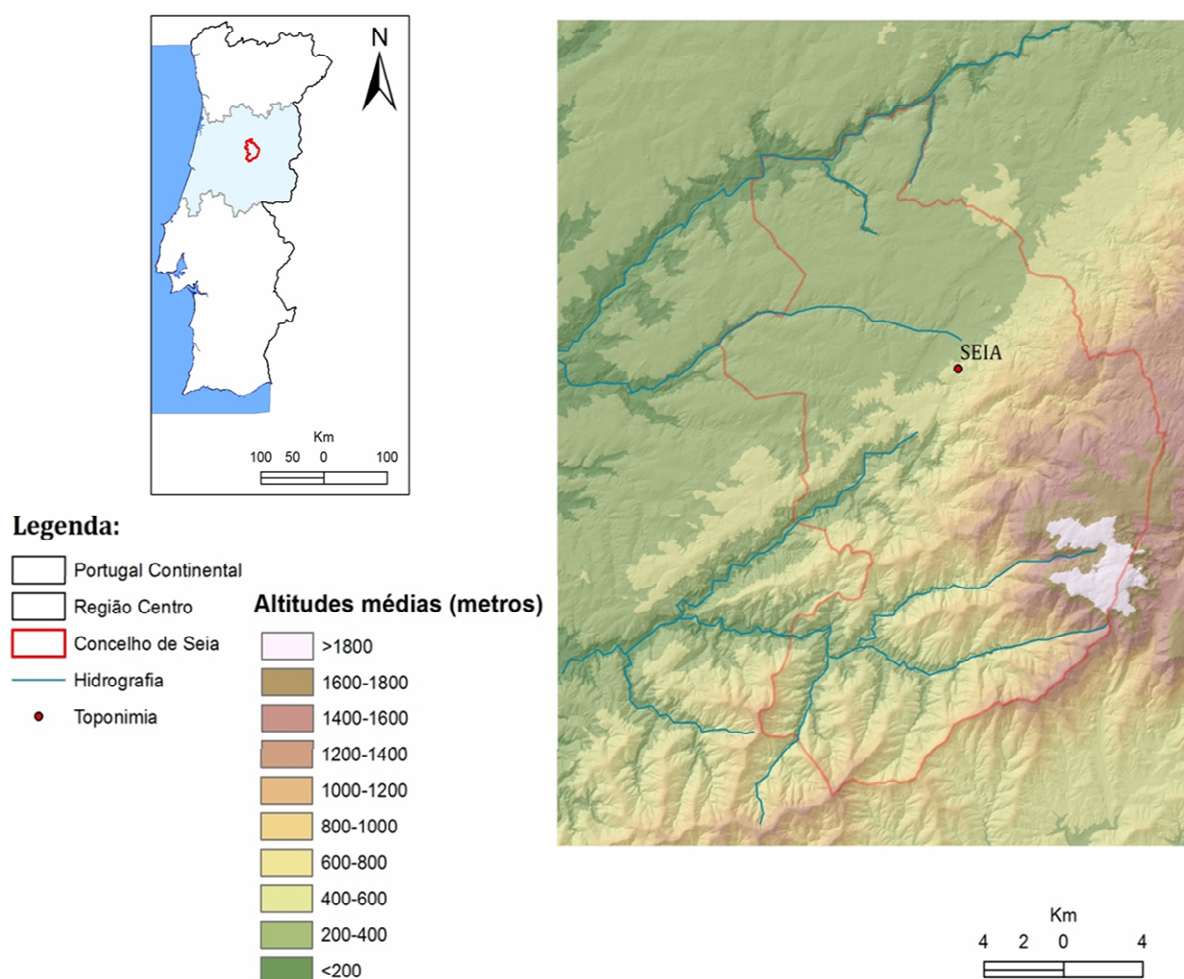 N
Km
100 50 0 100
SEIA
Legenda:
Portugal Continental
Região Centro
Concelho de Seia
Hidrografia
Toponimia
Altitudes médias (metros)
>1800
1600-1800
1400-1600
1200-1400
1000-1200
800-1000
600-800
400-600
200-400
<200
Km
4 2 0 4